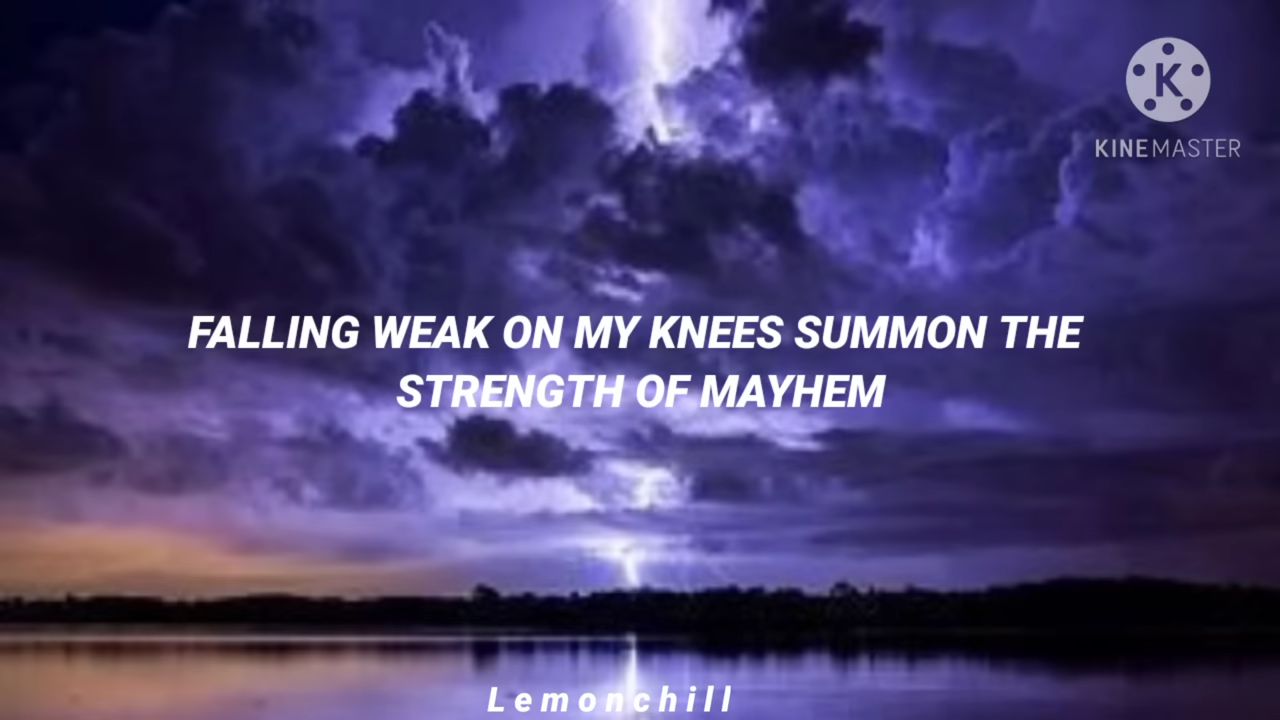 K
KINEMASTER
FALLING WEAK ON MY KNEES SUMMON THE
STRENGTH OF MAYHEM
Lemonchill